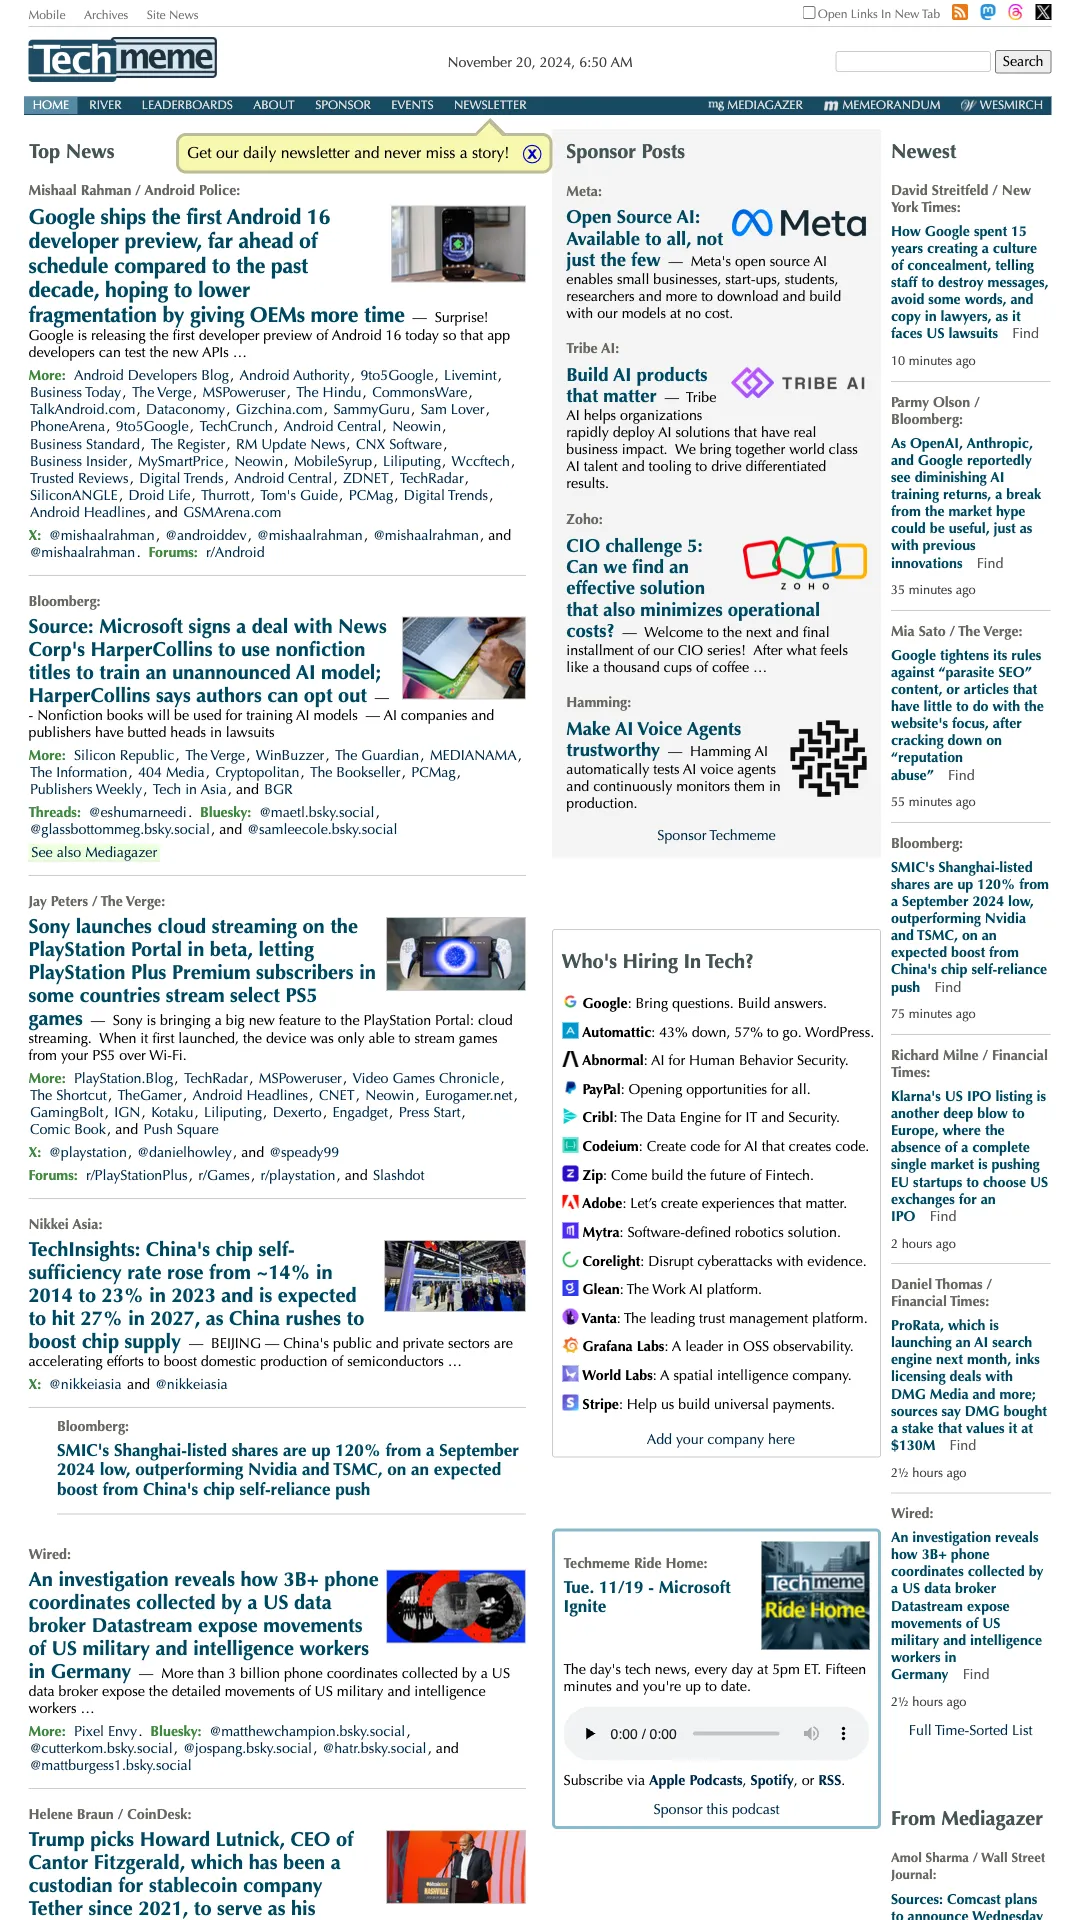 Mobile Archives Site News
Open Links In New Tab
Techmeme
November 20, 2024, 6:50 AM
Search
HOME RIVER LEADERBOARDS ABOUT SPONSOR EVENTS NEWSLETTER
mg MEDIAGAZER m MEMEORANDUM W WESMIRCH
Get our daily newsletter and never miss a story! X
Top News
Mishaal Rahman / Android Police:
Google ships the first Android 16
developer preview, far ahead of
schedule compared to the past
decade, hoping to lower
fragmentation by giving OEMs more time — Surprise!
Google is releasing the first developer preview of Android 16 today so that app
developers can test the new APIs …
More: Android Developers Blog, Android Authority, 9to5Google, Livemint,
Business Today, The Verge, MSPoweruser, The Hindu, CommonsWare,
TalkAndroid.com, Dataconomy, Gizchina.com, SammyGuru, Sam Lover,
PhoneArena, 9to5Google, TechCrunch, Android Central, Neowin,
Business Standard, The Register, RM Update News, CNX Software,
Business Insider, MySmartPrice, Neowin, MobileSyrup, Liliputing, Wccftech,
Trusted Reviews, Digital Trends, Android Central, ZDNET, TechRadar,
SiliconANGLE, Droid Life, Thurrott, Tom's Guide, PCMag, Digital Trends,
Android Headlines, and GSMArena.com
X: @mishaalrahman, @androiddev, @mishaalrahman, @mishaalrahman, and
@mishaalrahman. Forums: r/Android
Bloomberg:
Source: Microsoft signs a deal with News
Corp's HarperCollins to use nonfiction
titles to train an unannounced AI model;
HarperCollins says authors can opt out —
- Nonfiction books will be used for training AI models — AI companies and
publishers have butted heads in lawsuits
More: Silicon Republic, The Verge, WinBuzzer, The Guardian, MEDIANAMA,
The Information, 404 Media, Cryptopolitan, The Bookseller, PCMag,
Publishers Weekly, Tech in Asia, and BGR
Threads: @eshumarneedi. Bluesky: @maetl.bsky.social,
@glassbottommeg.bsky.social, and @samleecole.bsky.social
See also Mediagazer
Jay Peters / The Verge:
Sony launches cloud streaming on the
PlayStation Portal in beta, letting
PlayStation Plus Premium subscribers in
some countries stream select PS5
games — Sony is bringing a big new feature to the PlayStation Portal: cloud
streaming. When it first launched, the device was only able to stream games
from your PS5 over Wi-Fi.
More: PlayStation.Blog, TechRadar, MSPoweruser, Video Games Chronicle,
The Shortcut, TheGamer, Android Headlines, CNET, Neowin, Eurogamer.net,
GamingBolt, IGN, Kotaku, Liliputing, Dexerto, Engadget, Press Start,
Comic Book, and Push Square
X: @playstation, @danielhowley, and @speady99
Forums: r/PlayStationPlus, r/Games, r/playstation, and Slashdot
Nikkei Asia:
TechInsights: China's chip self-
sufficiency rate rose from ~14% in
2014 to 23% in 2023 and is expected
to hit 27% in 2027, as China rushes to
boost chip supply — BEIJING — China's public and private sectors are
accelerating efforts to boost domestic production of semiconductors …
X: @nikkeiasia and @nikkeiasia
Bloomberg:
SMIC's Shanghai-listed shares are up 120% from a September
2024 low, outperforming Nvidia and TSMC, on an expected
boost from China's chip self-reliance push
Wired:
An investigation reveals how 3B+ phone
coordinates collected by a US data
broker Datastream expose movements
of US military and intelligence workers
in Germany — More than 3 billion phone coordinates collected by a US
data broker expose the detailed movements of US military and intelligence
workers …
More: Pixel Envy. Bluesky: @matthewchampion.bsky.social,
@cutterkom.bsky.social, @jospang.bsky.social, @hatr.bsky.social, and
@mattburgess1.bsky.social
Helene Braun / CoinDesk:
Trump picks Howard Lutnick, CEO of
Cantor Fitzgerald, which has been a
custodian for stablecoin company
Tether since 2021, to serve as his
NASHVILLE
Sponsor Posts
Meta:
Open Source AI:
Available to all, not
just the few — Meta's open source AI
enables small businesses, start-ups, students,
researchers and more to download and build
with our models at no cost.
Meta
Tribe AI:
Build AI products
that matter — Tribe
AI helps organizations
rapidly deploy AI solutions that have real
business impact. We bring together world class
AI talent and tooling to drive differentiated
results.
TRIBE AI
Zoho:
CIO challenge 5:
Can we find an
effective solution
that also minimizes operational
costs? — Welcome to the next and final
installment of our CIO series! After what feels
like a thousand cups of coffee …
ZOHO
Hamming:
Make AI Voice Agents
trustworthy — Hamming AI
automatically tests AI voice agents
and continuously monitors them in
production.
Sponsor Techmeme
Who's Hiring In Tech?
Google: Bring questions. Build answers.
Automattic: 43% down, 57% to go. WordPress.
Abnormal: AI for Human Behavior Security.
PayPal: Opening opportunities for all.
Cribl: The Data Engine for IT and Security.
Codeium: Create code for AI that creates code.
Zip: Come build the future of Fintech.
Adobe: Let’s create experiences that matter.
Mytra: Software-defined robotics solution.
Corelight: Disrupt cyberattacks with evidence.
Glean: The Work AI platform.
Vanta: The leading trust management platform.
Grafana Labs: A leader in OSS observability.
World Labs: A spatial intelligence company.
Stripe: Help us build universal payments.
Add your company here
Techmeme Ride Home:
Tue. 11/19 - Microsoft
Ignite
Techmeme
Ride Home
The day's tech news, every day at 5pm ET. Fifteen
minutes and you're up to date.
0:00 / 0:00
Subscribe via Apple Podcasts, Spotify, or RSS.
Sponsor this podcast
Newest
David Streitfeld / New
York Times:
How Google spent 15
years creating a culture
of concealment, telling
staff to destroy messages,
avoid some words, and
copy in lawyers, as it
faces US lawsuits Find
10 minutes ago
Parmy Olson /
Bloomberg:
As OpenAI, Anthropic,
and Google reportedly
see diminishing AI
training returns, a break
from the market hype
could be useful, just as
with previous
innovations Find
35 minutes ago
Mia Sato / The Verge:
Google tightens its rules
against “parasite SEO”
content, or articles that
have little to do with the
website's focus, after
cracking down on
“reputation
abuse” Find
55 minutes ago
Bloomberg:
SMIC's Shanghai-listed
shares are up 120% from
a September 2024 low,
outperforming Nvidia
and TSMC, on an
expected boost from
China's chip self-reliance
push Find
75 minutes ago
Richard Milne / Financial
Times:
Klarna's US IPO listing is
another deep blow to
Europe, where the
absence of a complete
single market is pushing
EU startups to choose US
exchanges for an
IPO Find
2 hours ago
Daniel Thomas /
Financial Times:
ProRata, which is
launching an AI search
engine next month, inks
licensing deals with
DMG Media and more;
sources say DMG bought
a stake that values it at
$130M Find
2½ hours ago
Wired:
An investigation reveals
how 3B+ phone
coordinates collected by
a US data broker
Datastream expose
movements of US
military and intelligence
workers in
Germany Find
2½ hours ago
Full Time-Sorted List
From Mediagazer
Amol Sharma / Wall Street
Journal:
Sources: Comcast plans
to announce Wednesday